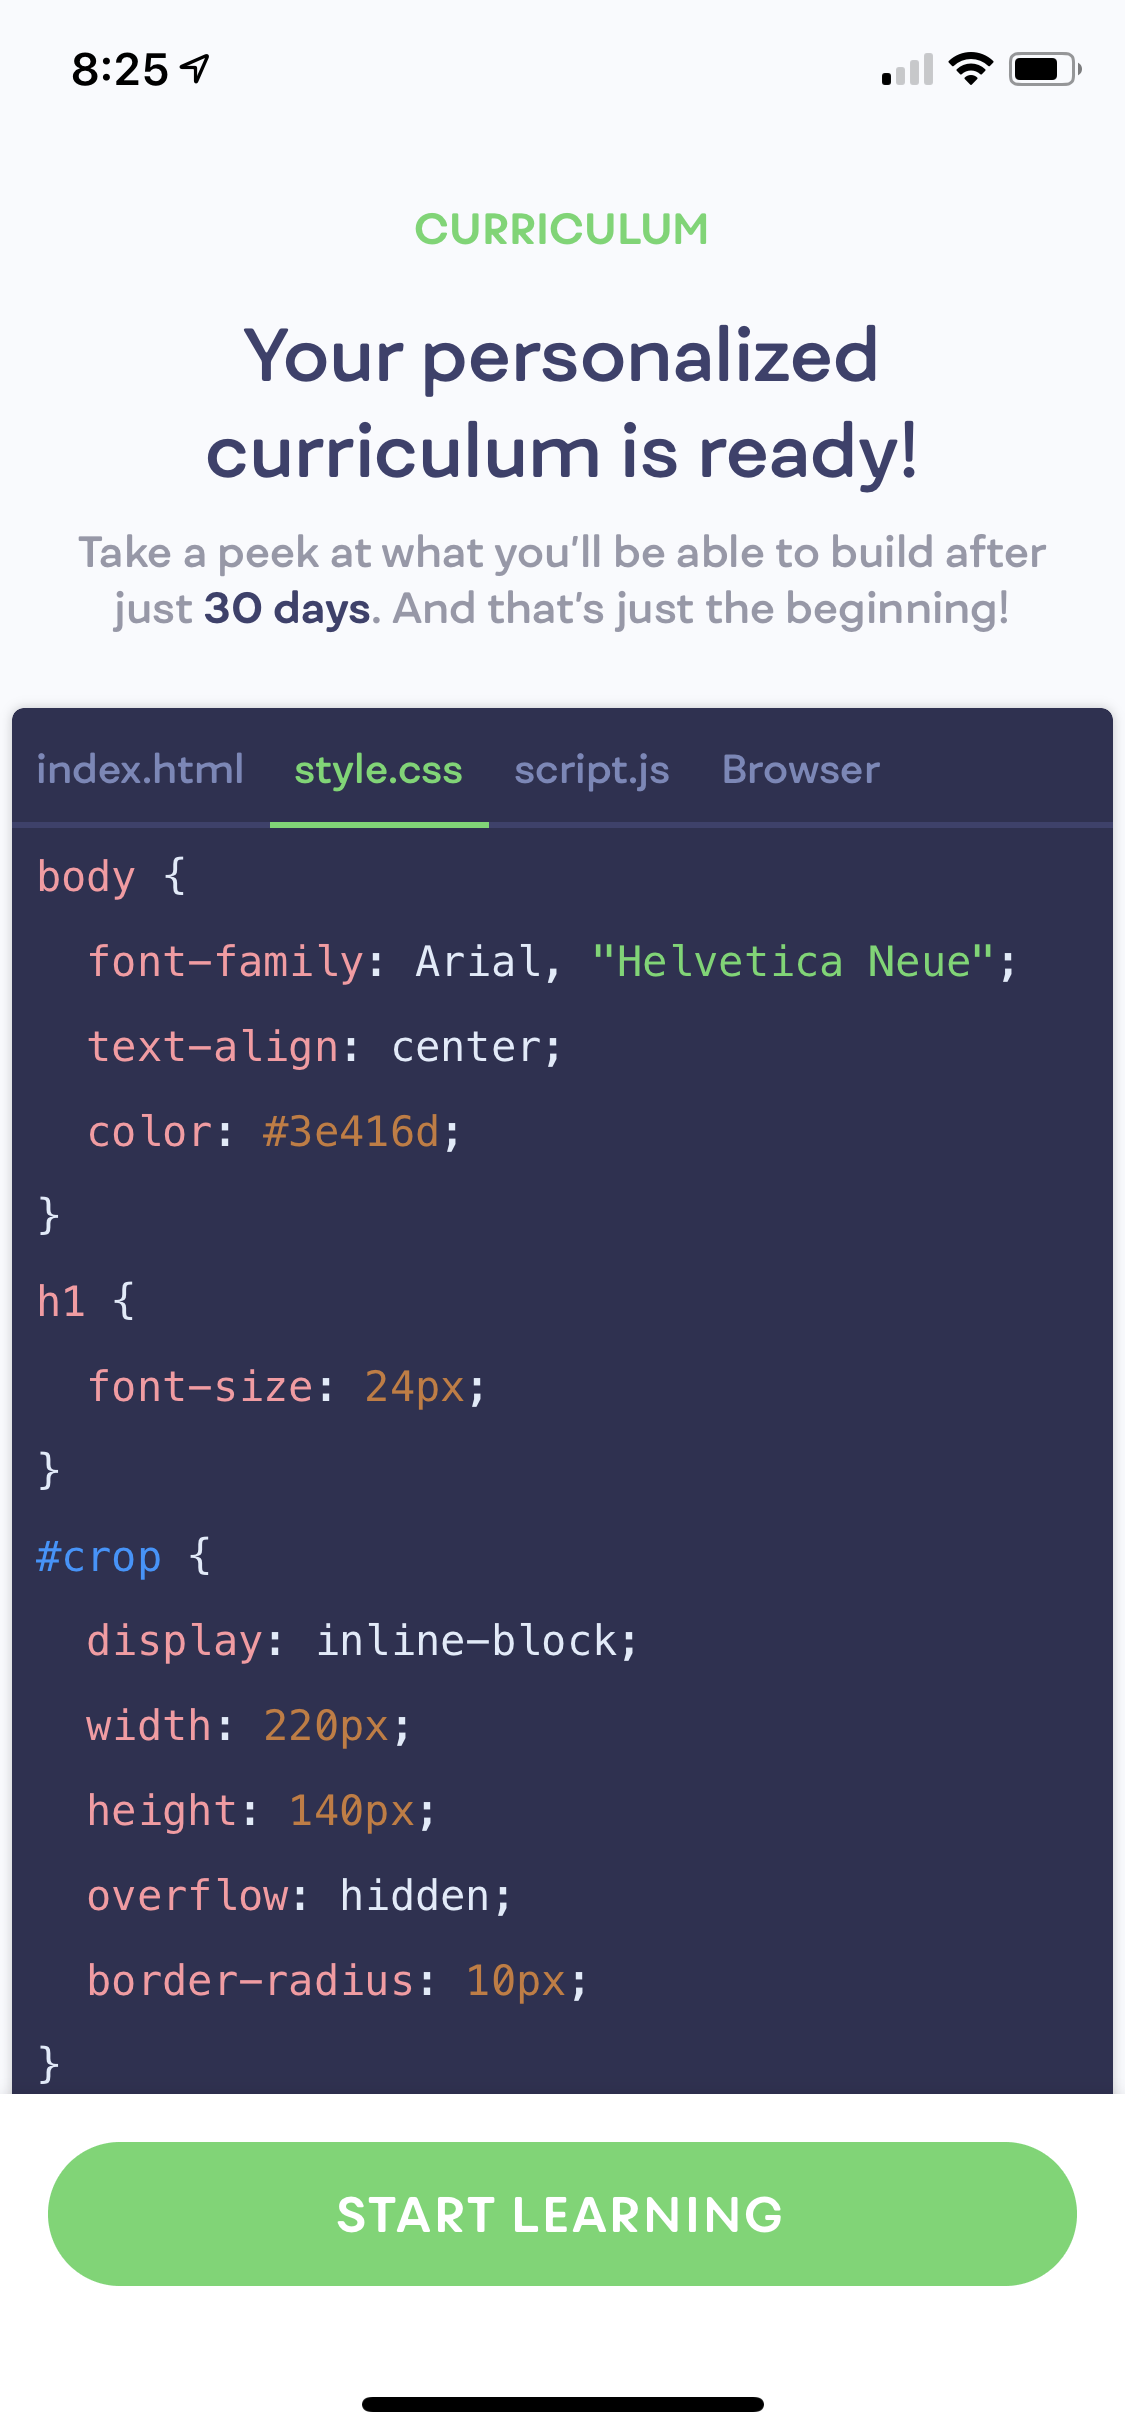 8:25
CURRICULUM
Your personalized
curriculum is ready!
Take a peek at what you'll be able to build after
just 30 days. And that's just the beginning!
index.html style.css script.js Browser
body {
font-family: Arial, "Helvetica Neue";
text-align: center;
color: #3e416d;
}
h1 {
font-size: 24px;
}
#crop {
display: inline-block;
width: 220px;
height: 140px;
overflow: hidden;
border-radius: 10px;
}
START LEARNING